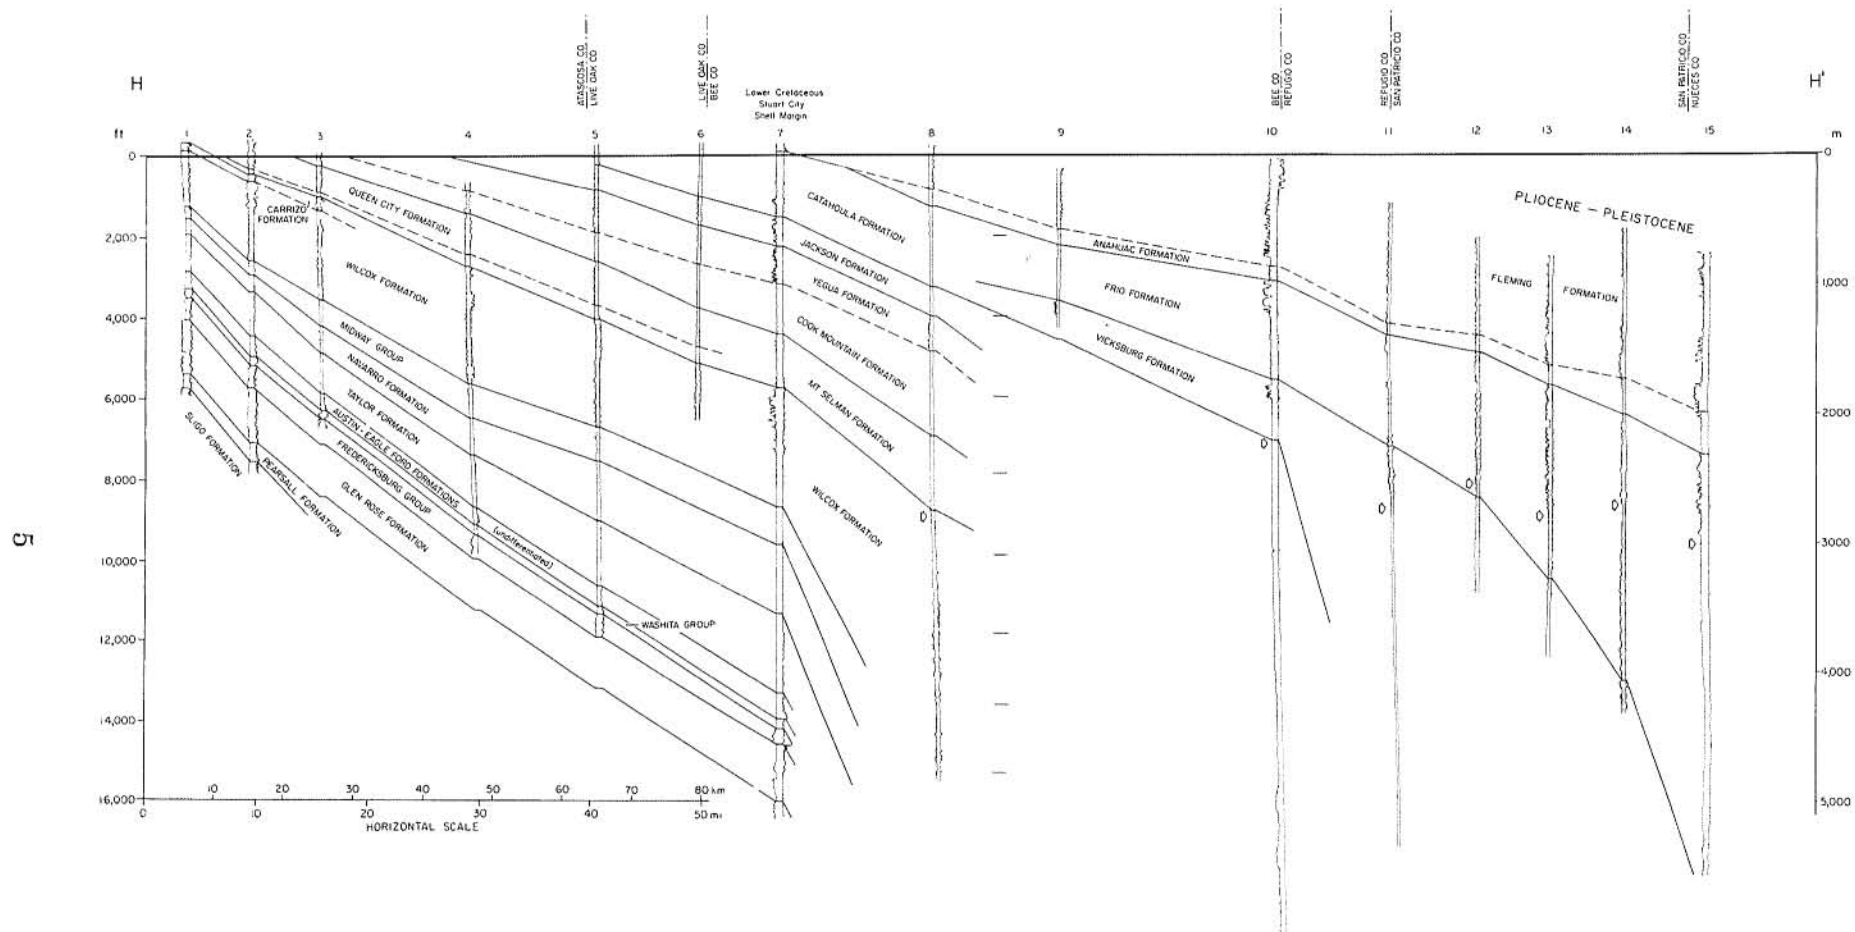 ATASCOSA CO
LIVE OAK CO
LIVE OAK CO
BEE CO
BEE CO
REFUGIO CO
REFUGIO CO
SAN PATRICIO CO
SAN PATRICIO CO
NUECES CO
H
H'
Lower Cretaceous
Stuart City
Shelf Margin
ft
1
2
3
4
5
6
7
8
9
10
11
12
13
14
15
m
0
0
QUEEN CITY FORMATION
CARRIZO
FORMATION
CATAHOULA FORMATION
PLIOCENE – PLEISTOCENE
2,000
ANAHUAC FORMATION
JACKSON FORMATION
WILCOX FORMATION
YEGUA FORMATION
FRIO FORMATION
FLEMING
FORMATION
1,000
4,000
MIDWAY GROUP
COOK MOUNTAIN FORMATION
VICKSBURG FORMATION
NAVARRO FORMATION
MT SELMAN FORMATION
6,000
2000
TAYLOR FORMATION
AUSTIN – EAGLE FORD FORMATIONS
(undifferentiated)
FREDERICKSBURG GROUP
SLIGO FORMATION
PEARSALL FORMATION
GLEN ROSE FORMATION
WILCOX FORMATION
8,000
D
D
D
D
D
D
D
5
10,000
3000
12,000
WASHITA GROUP
4,000
14,000
10
20
30
40
50
60
70
80 km
16,000
5,000
0
10
20
30
40
50 mi
HORIZONTAL SCALE